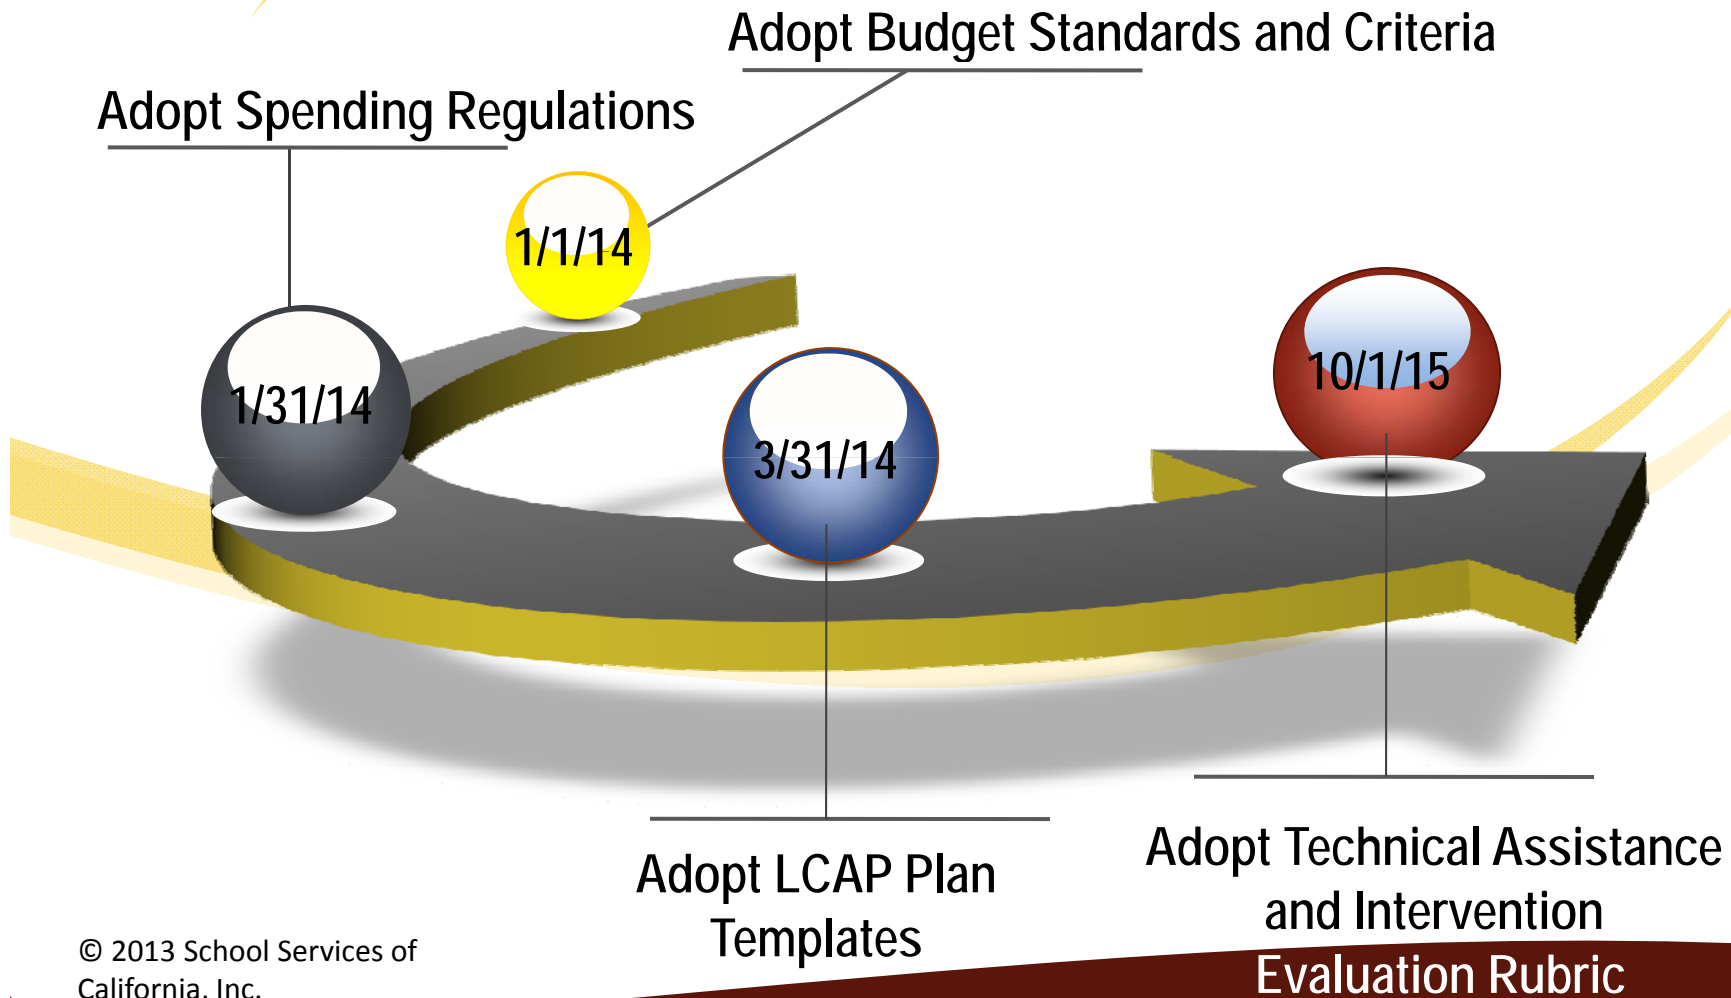 Adopt Budget Standards and Criteria
Adopt Spending Regulations
1/1/14
1/31/14
3/31/14
10/1/15
Adopt LCAP Plan
Templates
Adopt Technical Assistance
and Intervention
Evaluation Rubric
© 2013 School Services of
California, Inc.